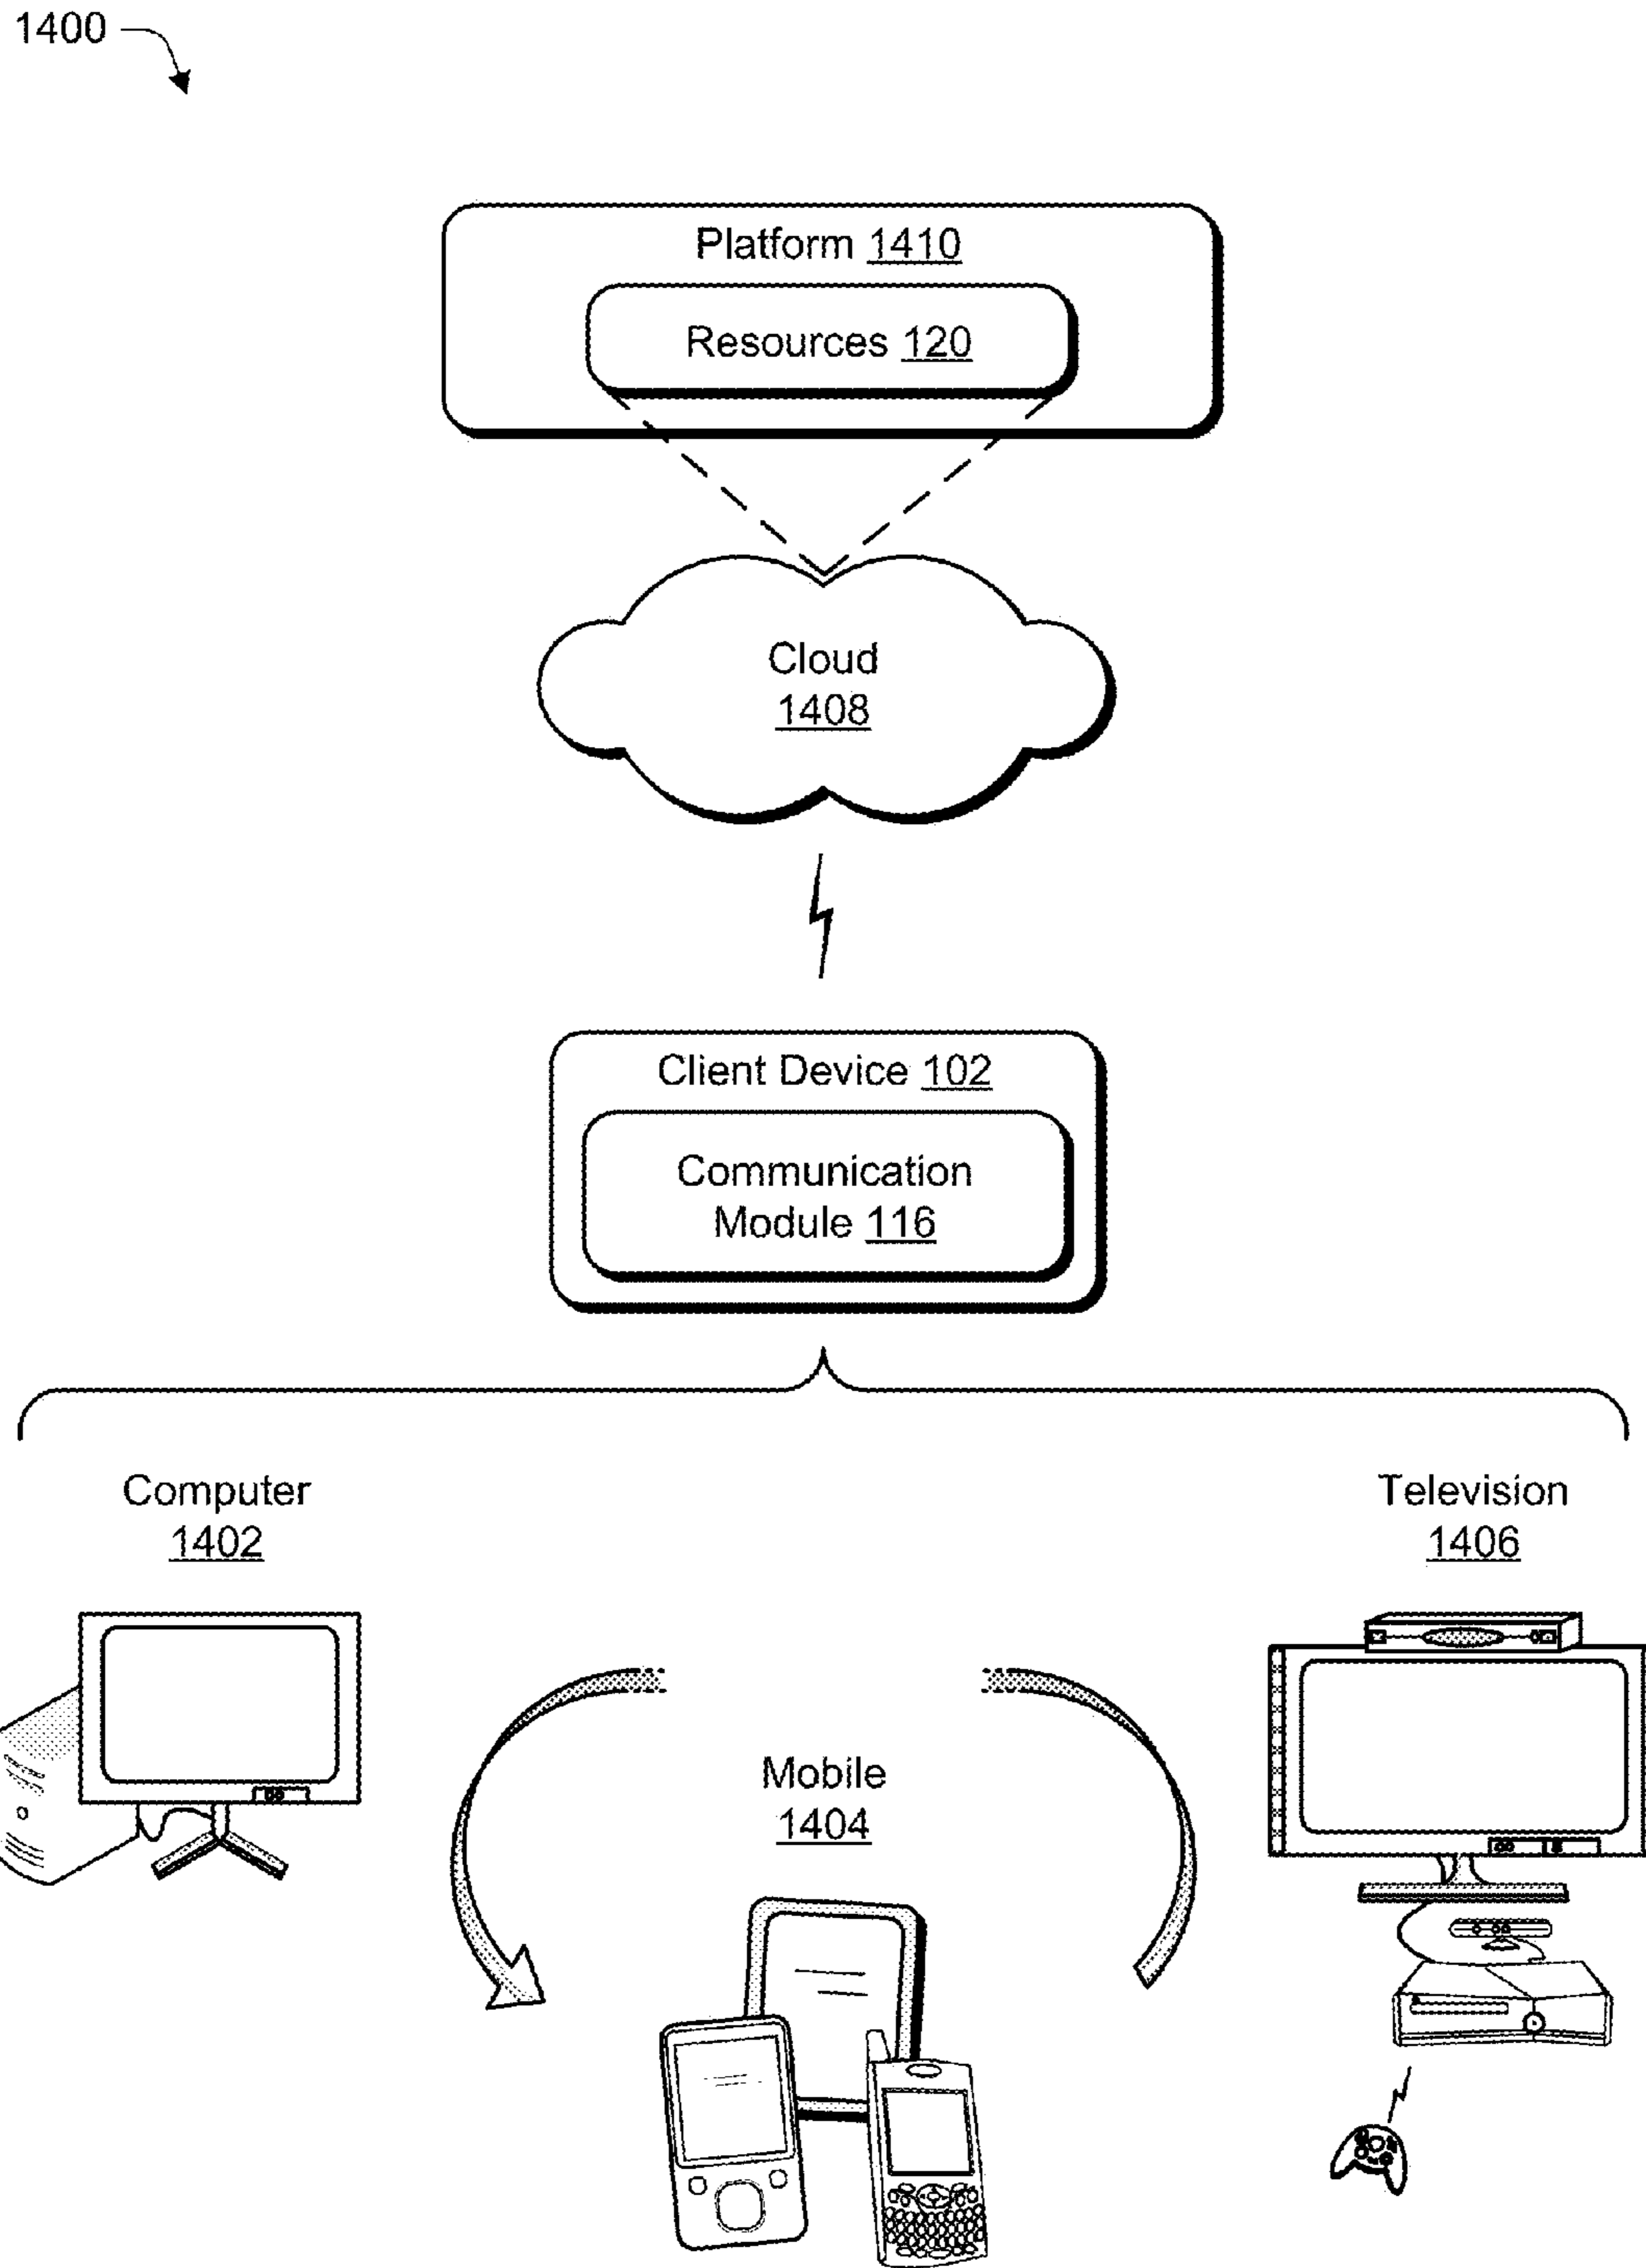 1400
Platform 1410
Resources 120
Cloud
1408
Client Device 102
Communication
Module 116
Computer
1402
Television
1406
Mobile
1404